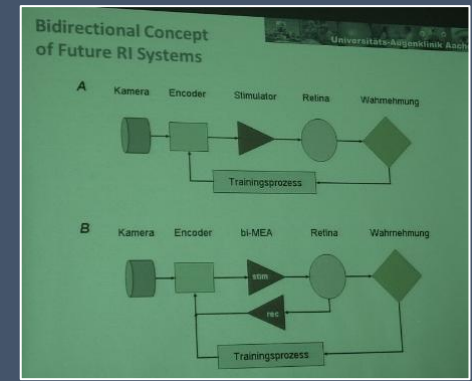 Bidirectional Concept
of Future RI Systems
Universitäts-Augenklinik Aach
A
Kamera Encoder Stimulator Retina Wahrnehmung
Trainingsprozess
B
Kamera Encoder bi-MEA Retina Wahrnehmung
stim
rec
Trainingsprozess